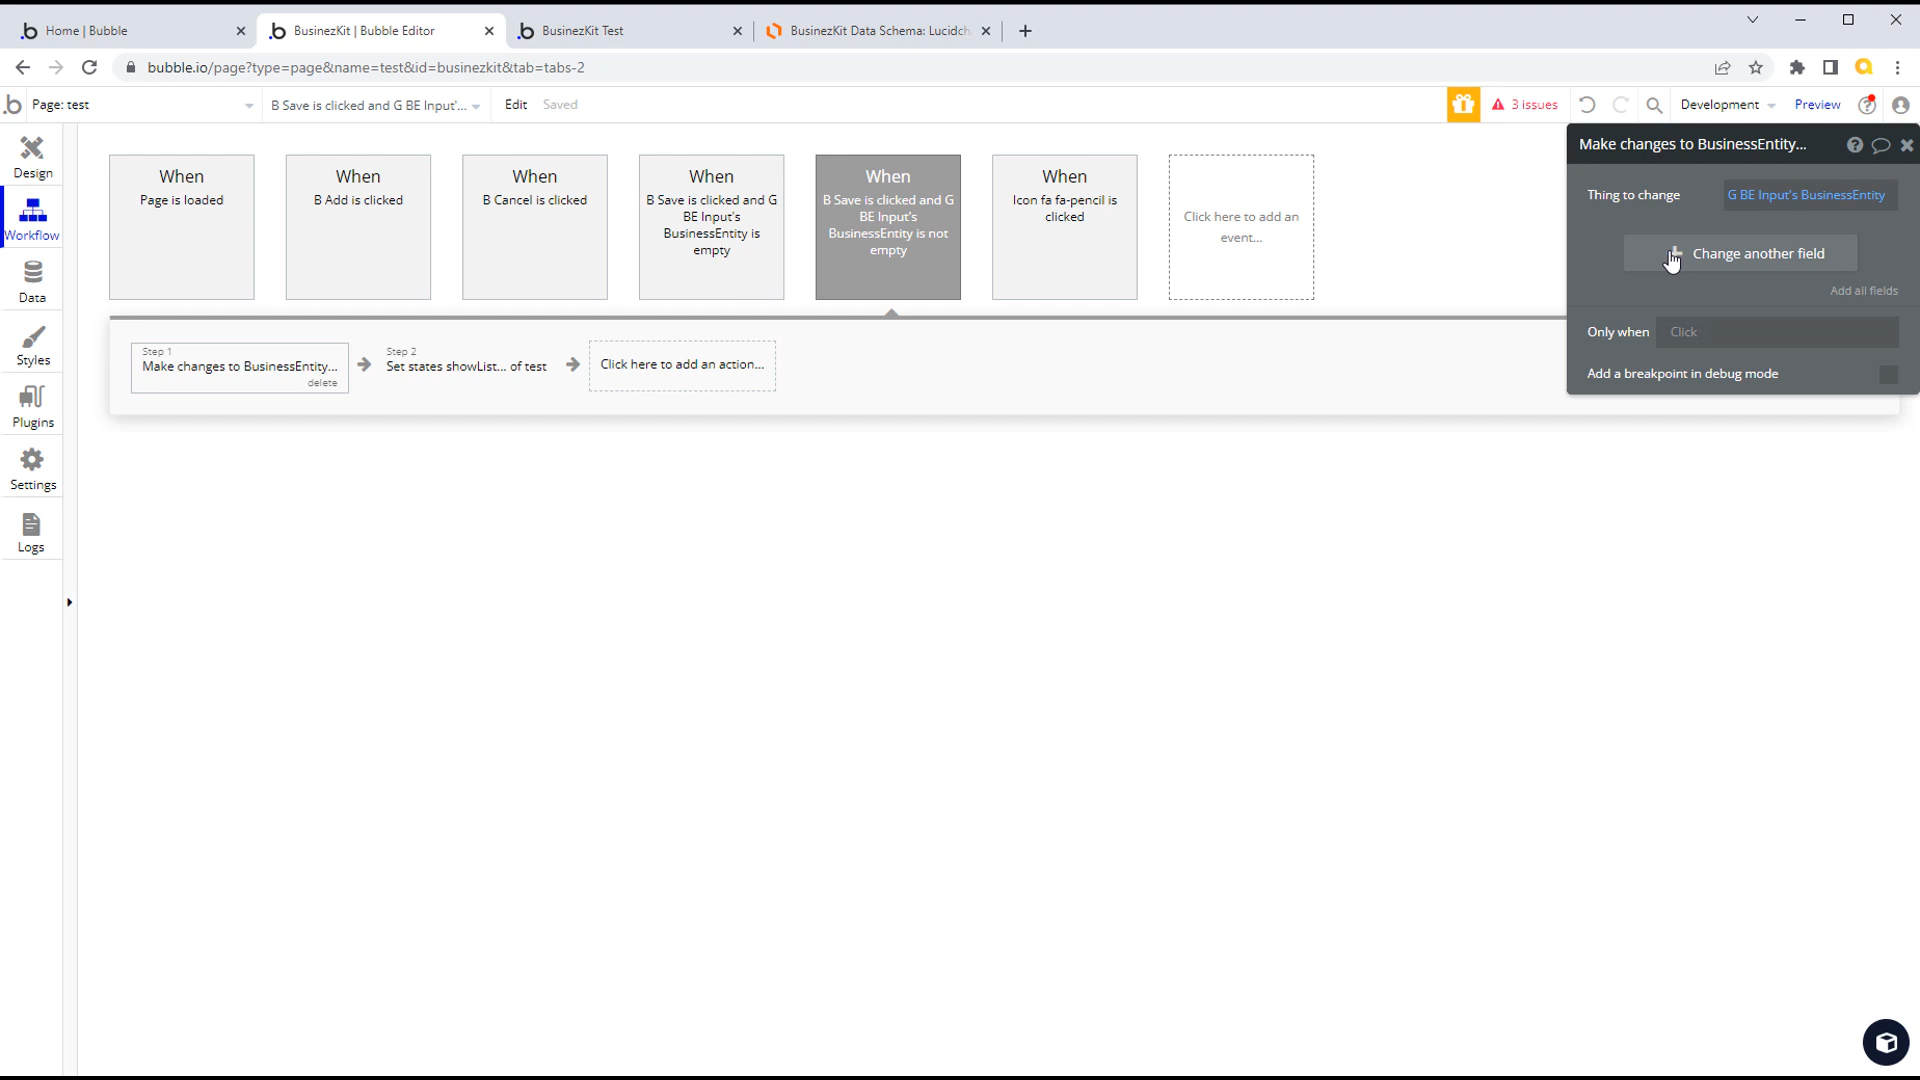 Home | Bubble
BusinezKit | Bubble Editor
BusinezKit Test
BusinezKit Data Schema: Lucidch
bubble.io/page?type=page&name=test&id=businezkit&tab=tabs-2
Page: test
B Save is clicked and G BE Input'...
Edit
Saved
3 issues
Development
Preview
Design
Workflow
Data
Styles
Plugins
Settings
Logs
When
Page is loaded
When
B Add is clicked
When
B Cancel is clicked
When
B Save is clicked and G
BE Input's
BusinessEntity is
empty
When
B Save is clicked and G
BE Input's
BusinessEntity is not
empty
When
Icon fa fa-pencil is
clicked
Click here to add an
event...
Step 1
Make changes to BusinessEntity...
delete
Step 2
Set states showList... of test
Click here to add an action...
Make changes to BusinessEntity...
Thing to change
G BE Input's BusinessEntity
Change another field
Add all fields
Only when
Click
Add a breakpoint in debug mode